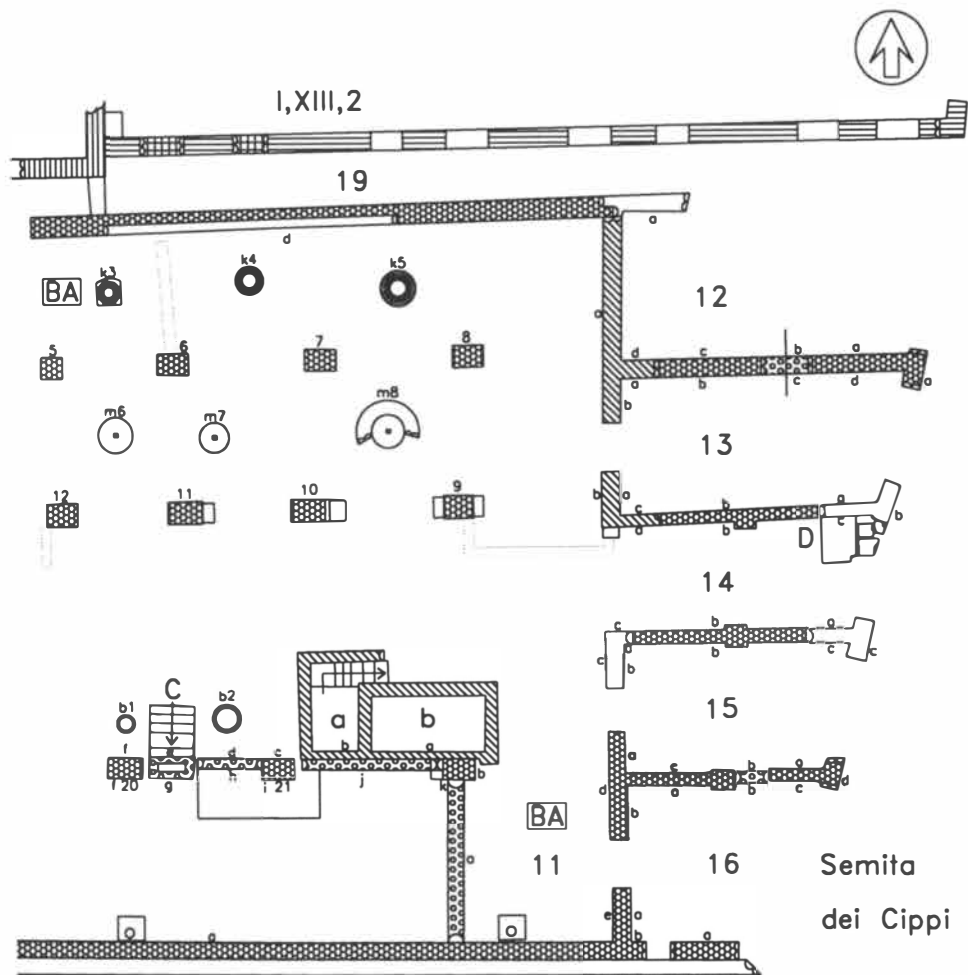 I,XIII,2
19
a
d
k3
k4
k5
BA
12
a
5
6
7
8
d
c
b
a
a
b
c
d
a
b
m6
m7
m8
13
12
11
10
9
b
a
c
b
a
b
b
c
D
14
c
b
a
b
c
c
c
b
C
b1
b2
a
b
15
f
d
c
b
a
b
f 20
g
h
i 21
j
k
a
c
b
a
d
a
b
c
d
b
BA
a
11
16
Semita
dei Cippi
e
a
b
a
a